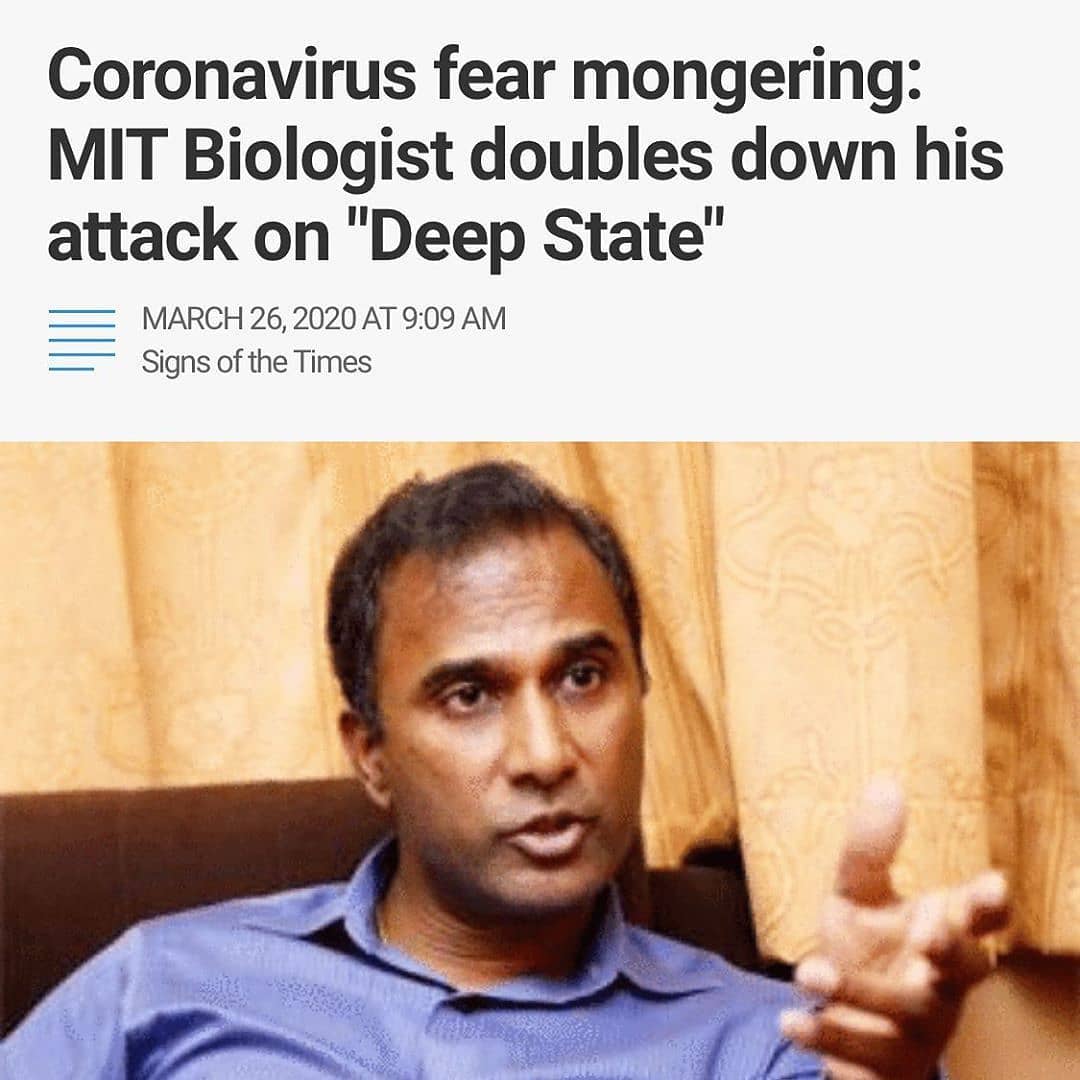 Coronavirus fear mongering:
MIT Biologist doubles down his
attack on "Deep State"
MARCH 26, 2020 AT 9:09 AM
Signs of the Times